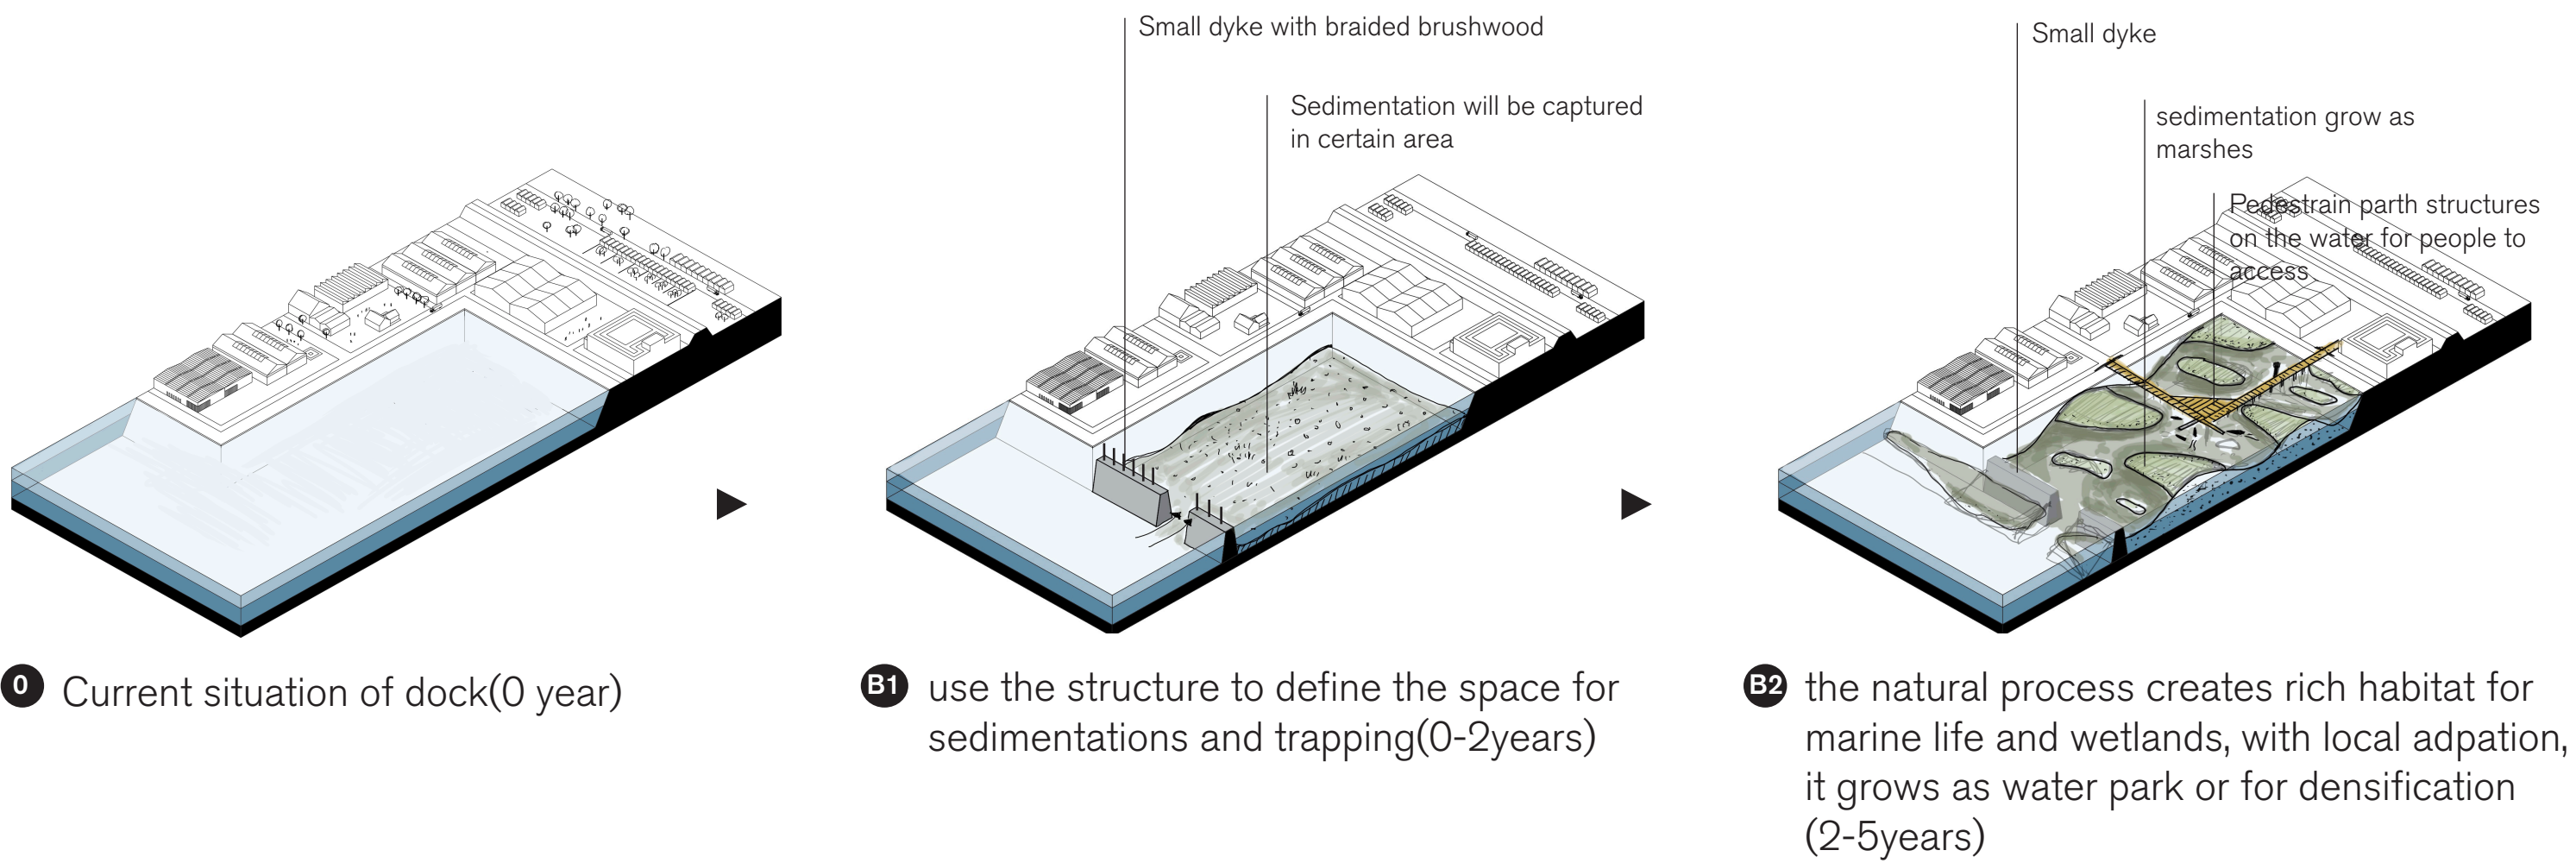 Small dyke with braided brushwood
Sedimentation will be captured
in certain area
Small dyke
sedimentation grow as
marshes
Pedestrain parth structures
on the water for people to
access
0 Current situation of dock(0 year)
B1 use the structure to define the space for
sedimentations and trapping(0-2years)
B2 the natural process creates rich habitat for
marine life and wetlands, with local adpation,
it grows as water park or for densification
(2-5years)